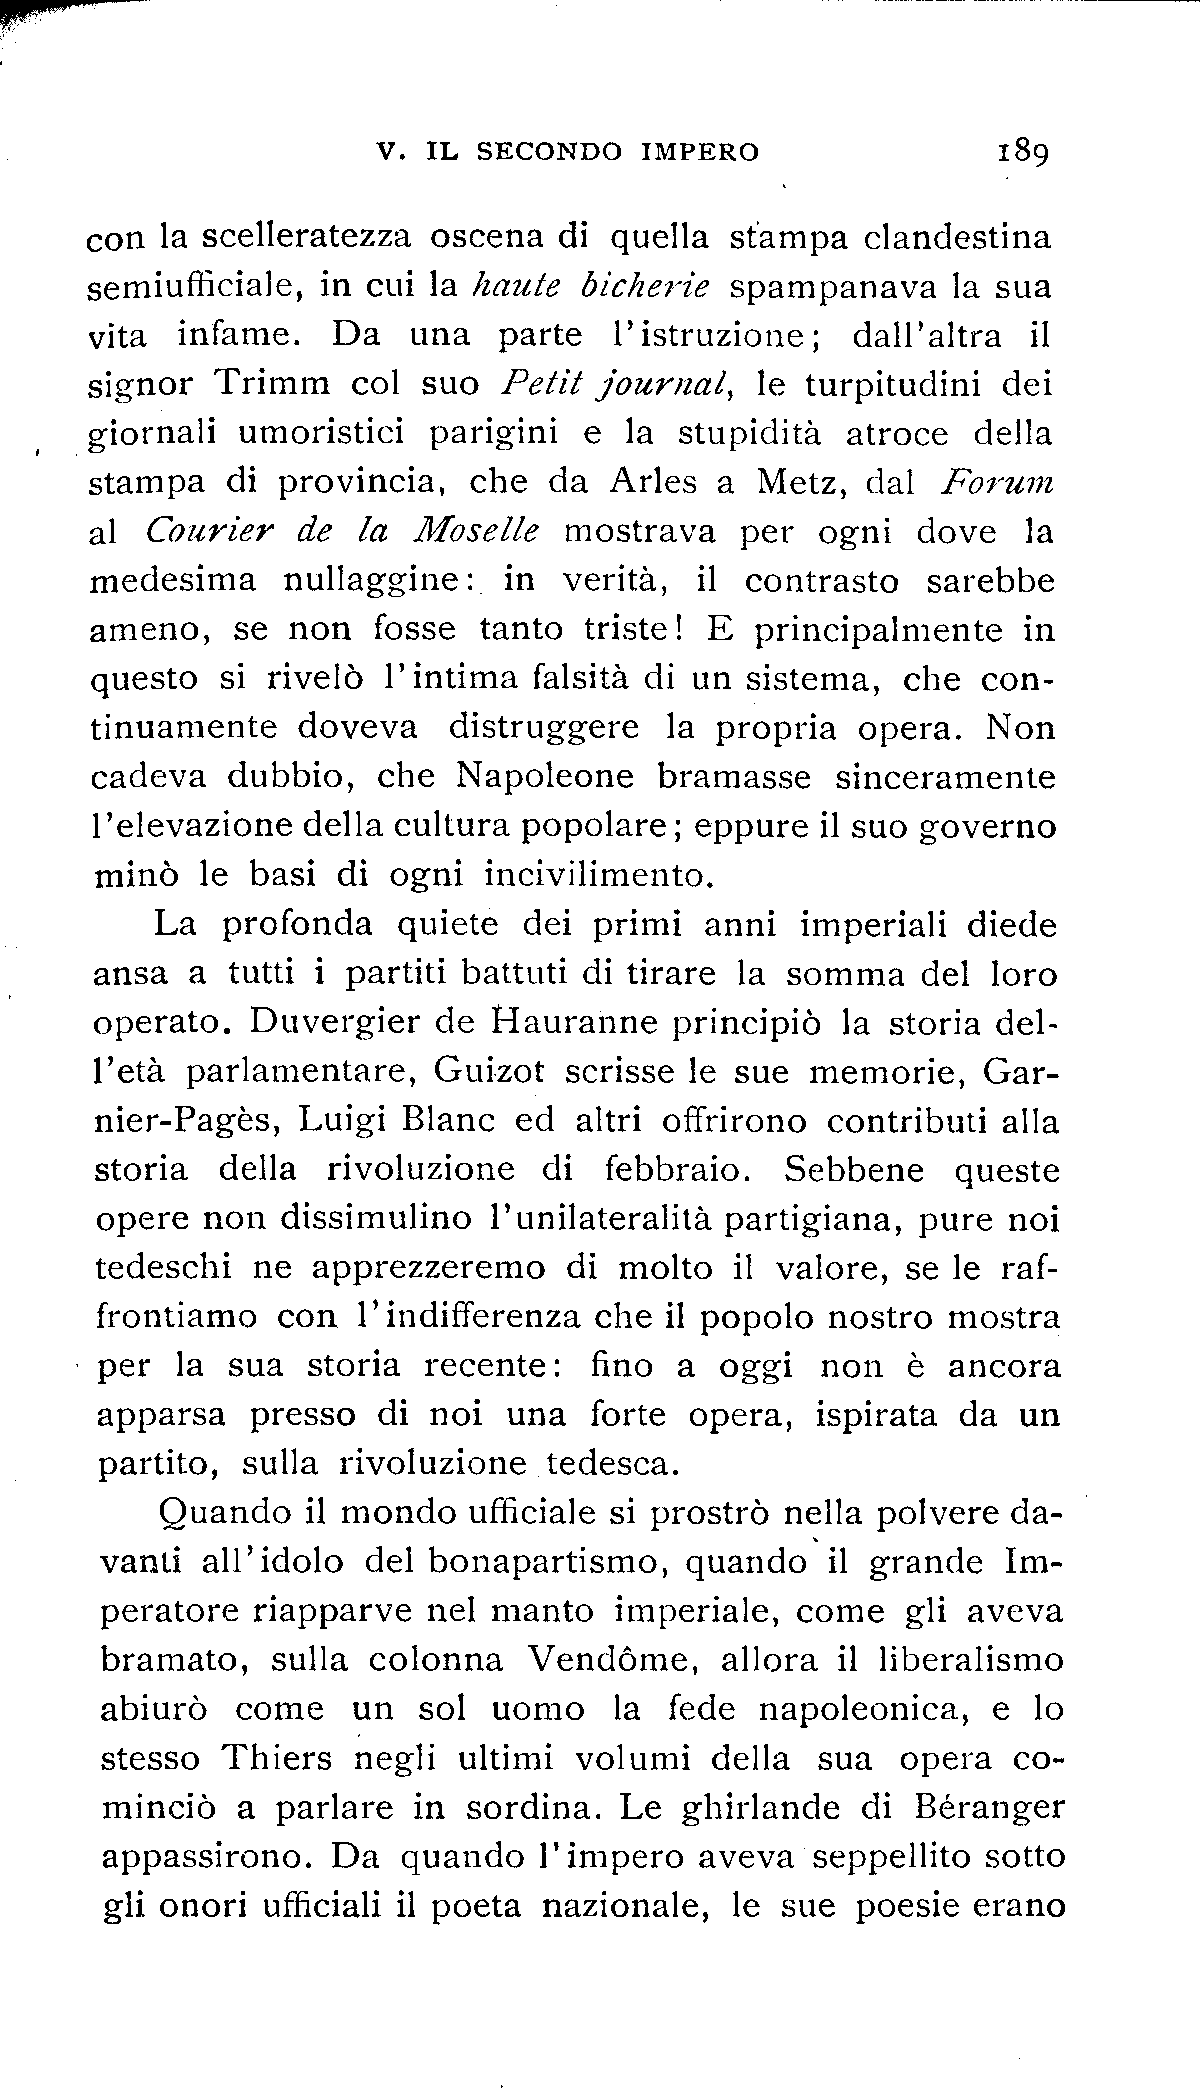 V. IL SECONDO IMPERO 189
con la scelleratezza oscena di quella stampa clandestina
semiufficiale, in cui la haute bicherie spampanava la sua
vita infame. Da una parte l'istruzione; dall'altra il
signor Trimm col suo Petit journal, le turpitudini dei
giornali umoristici parigini e la stupidità atroce della
stampa di provincia, che da Arles a Metz, dal Forum
al Courier de la Moselle mostrava per ogni dove la
medesima nullaggine: in verità, il contrasto sarebbe
ameno, se non fosse tanto triste! E principalmente in
questo si rivelò l'intima falsità di un sistema, che con-
tinuamente doveva distruggere la propria opera. Non
cadeva dubbio, che Napoleone bramasse sinceramente
l'elevazione della cultura popolare; eppure il suo governo
minò le basi di ogni incivilimento.
La profonda quiete dei primi anni imperiali diede
ansa a tutti i partiti battuti di tirare la somma del loro
operato. Duvergier de Hauranne principiò la storia del-
l'età parlamentare, Guizot scrisse le sue memorie, Gar-
nier-Pagès, Luigi Blanc ed altri offrirono contributi alla
storia della rivoluzione di febbraio. Sebbene queste
opere non dissimulino l'unilateralità partigiana, pure noi
tedeschi ne apprezzeremo di molto il valore, se le raf-
frontiamo con l'indifferenza che il popolo nostro mostra
per la sua storia recente: fino a oggi non è ancora
apparsa presso di noi una forte opera, ispirata da un
partito, sulla rivoluzione tedesca.
Quando il mondo ufficiale si prostrò nella polvere da-
vanti all'idolo del bonapartismo, quando il grande Im-
peratore riapparve nel manto imperiale, come gli aveva
bramato, sulla colonna Vendôme, allora il liberalismo
abiurò come un sol uomo la fede napoleonica, e lo
stesso Thiers negli ultimi volumi della sua opera co-
minciò a parlare in sordina. Le ghirlande di Béranger
appassirono. Da quando l'impero aveva seppellito sotto
gli onori ufficiali il poeta nazionale, le sue poesie erano